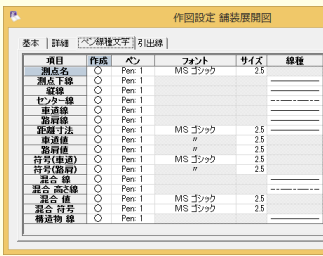 作図設定 舗装展開図
基本 詳細 ペン線種文字 引出線
項目 作成 ペン フォント サイズ 線種
測点名 ○ Pen: 1 MS ゴシック 2.5
測点下線 ○ Pen: 1
縦線 ○ Pen: 1
センター線 ○ Pen: 1
車道線 ○ Pen: 1
路肩線 ○ Pen: 1
距離寸法 ○ Pen: 1 MS ゴシック 2.5
車道値 ○ Pen: 1 〃 2.5
路肩値 ○ Pen: 1 〃 2.5
符号(車道) ○ Pen: 1 MS ゴシック 2.5
符号(路肩) ○ Pen: 1 〃 2.5
混合 線 ○ Pen: 1
混合 高さ線 ○ Pen: 1
混合 値 ○ Pen: 1 MS ゴシック 2.5
混合 符号 ○ Pen: 1 MS ゴシック 2.5
構造物 線 ○ Pen: 1